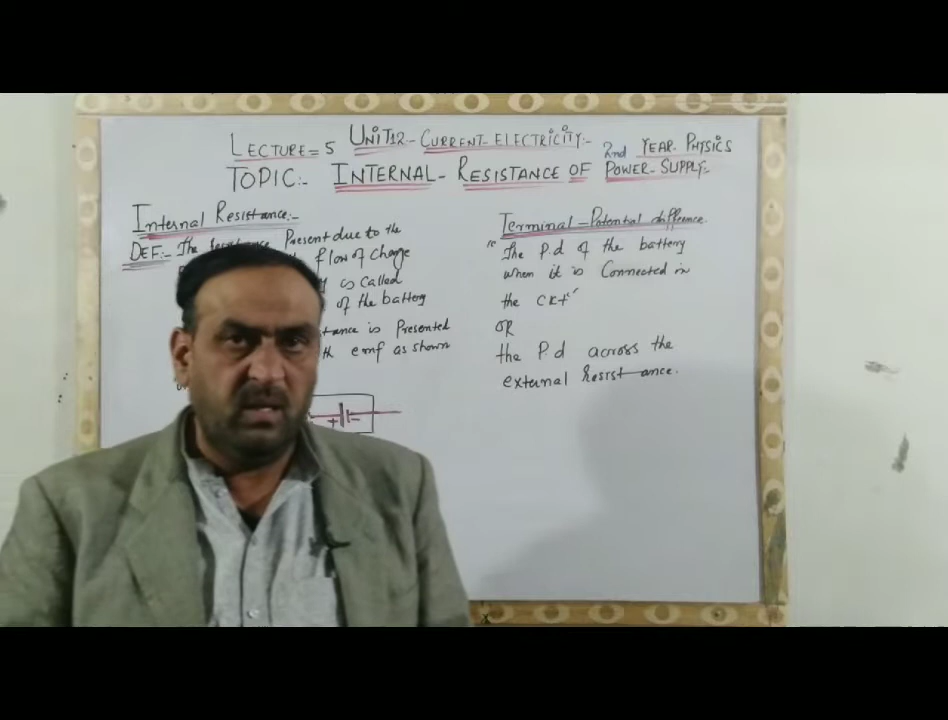 LECTURE=5 UNIT12:- CURRENT-ELECTRICITY:- 2nd YEAR. PHYSICS
TOPIC:- INTERNAL-RESISTANCE OF POWER-SUPPLY:-
Internal Resistance:-
DEF:- The Resistance Present due to the
flow of charge
is called
of the battery
tance is Presented
emf as shown
+ -
Terminal-Potential difference.
"The P.d of the battery
when it is Connected in
the CKt"
OR
the P.d across the
external Resistance.